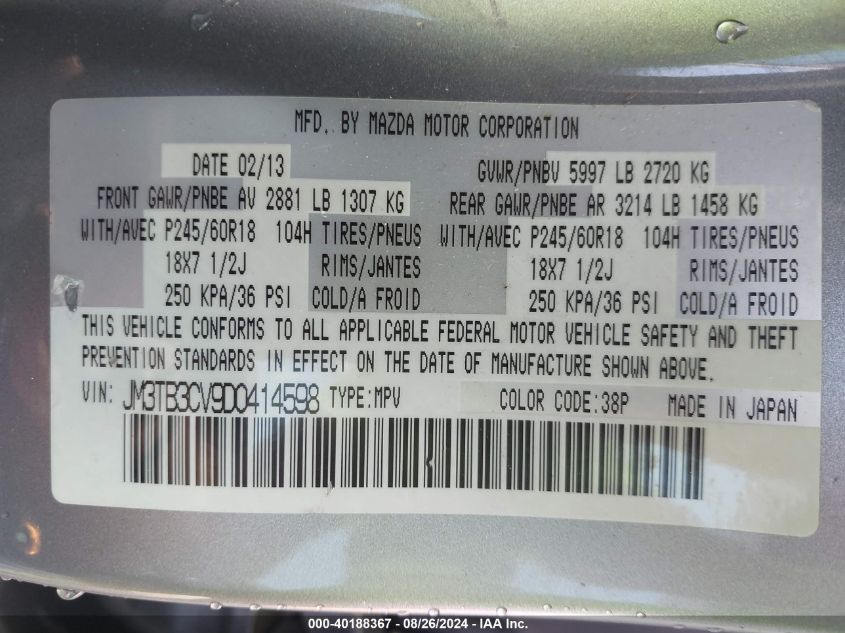 MFD. BY MAZDA MOTOR CORPORATION
DATE 02/13 GVWR/PNBV 5997 LB 2720 KG
FRONT GAWR/PNBE AV 2881 LB 1307 KG REAR GAWR/PNBE AR 3214 LB 1458 KG
WITH/AVEC P245/60R18 104H TIRES/PNEUS WITH/AVEC P245/60R18 104H TIRES/PNEUS
18X7 1/2J RIMS/JANTES 18X7 1/2J RIMS/JANTES
250 KPA/36 PSI COLD/A FROID 250 KPA/36 PSI COLD/A FROID
THIS VEHICLE CONFORMS TO ALL APPLICABLE FEDERAL MOTOR VEHICLE SAFETY AND THEFT
PREVENTION STANDARDS IN EFFECT ON THE DATE OF MANUFACTURE SHOWN ABOVE.
VIN: JM3TB3CV9D0414598 TYPE:MPV COLOR CODE:38P MADE IN JAPAN
000-40188367 - 08/26/2024 - IAA Inc.